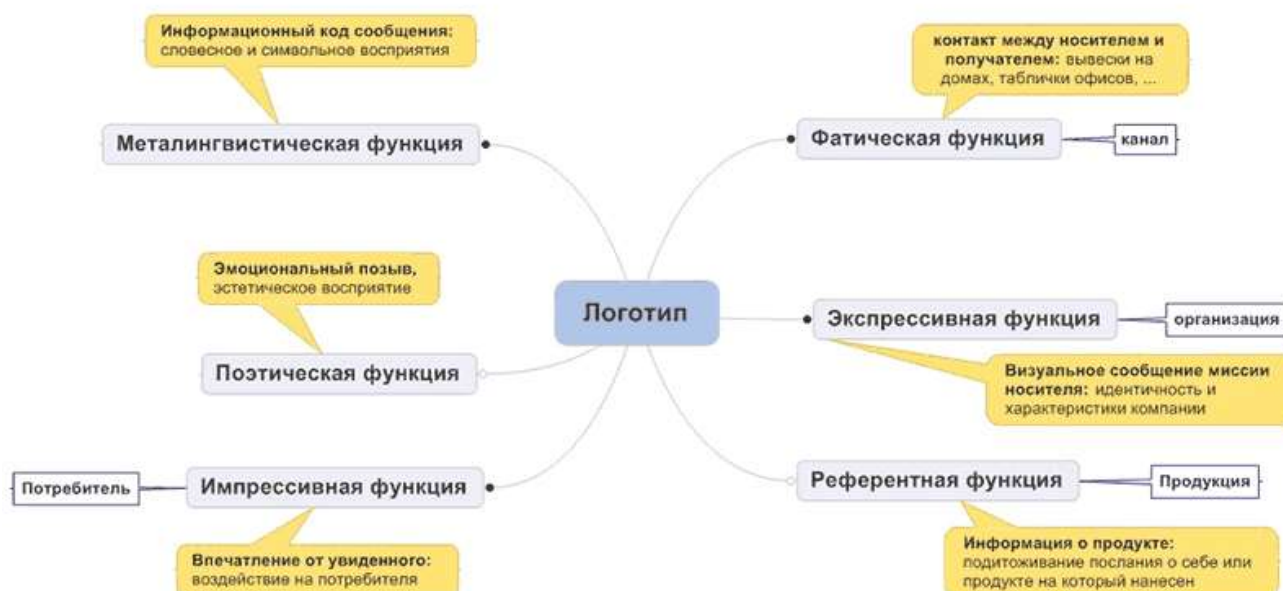 Информационный код сообщения:
словесное и символьное восприятия
Металингвистическая функция
контакт между носителем и
получателем: вывески на
домах, таблички офисов, ...
Фатическая функция
канал
Эмоциональный позыв,
эстетическое восприятие
Поэтическая функция
Логотип
Экспрессивная функция
организация
Визуальное сообщение миссии
носителя: идентичность и
характеристики компании
Потребитель
Импрессивная функция
Впечатление от увиденного:
воздействие на потребителя
Референтная функция
Продукция
Информация о продукте:
подитоживание послания о себе или
продукте на который нанесен